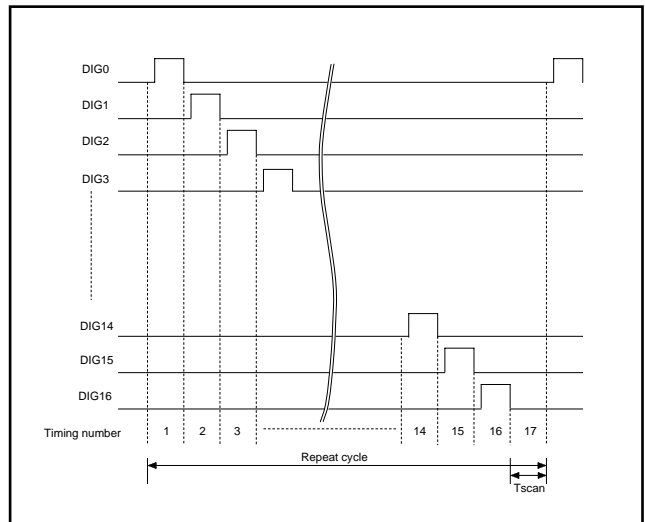 DIG0
DIG1
DIG2
DIG3
DIG14
DIG15
DIG16
Timing number 1 2 3 14 15 16 17
Repeat cycle
Tscan